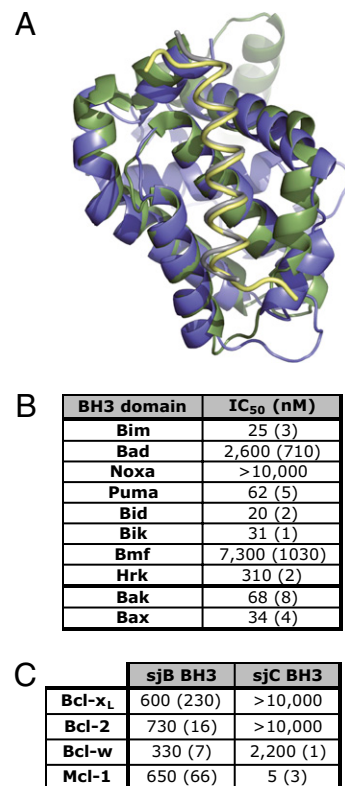 A
B
BH3 domain IC₅₀ (nM)
Bim 25 (3)
Bad 2,600 (710)
Noxa >10,000
Puma 62 (5)
Bid 20 (2)
Bik 31 (1)
Bmf 7,300 (1030)
Hrk 310 (2)
Bak 68 (8)
Bax 34 (4)
C
sjB BH3 sjC BH3
Bcl-xL 600 (230) >10,000
Bcl-2 730 (16) >10,000
Bcl-w 330 (7) 2,200 (1)
Mcl-1 650 (66) 5 (3)